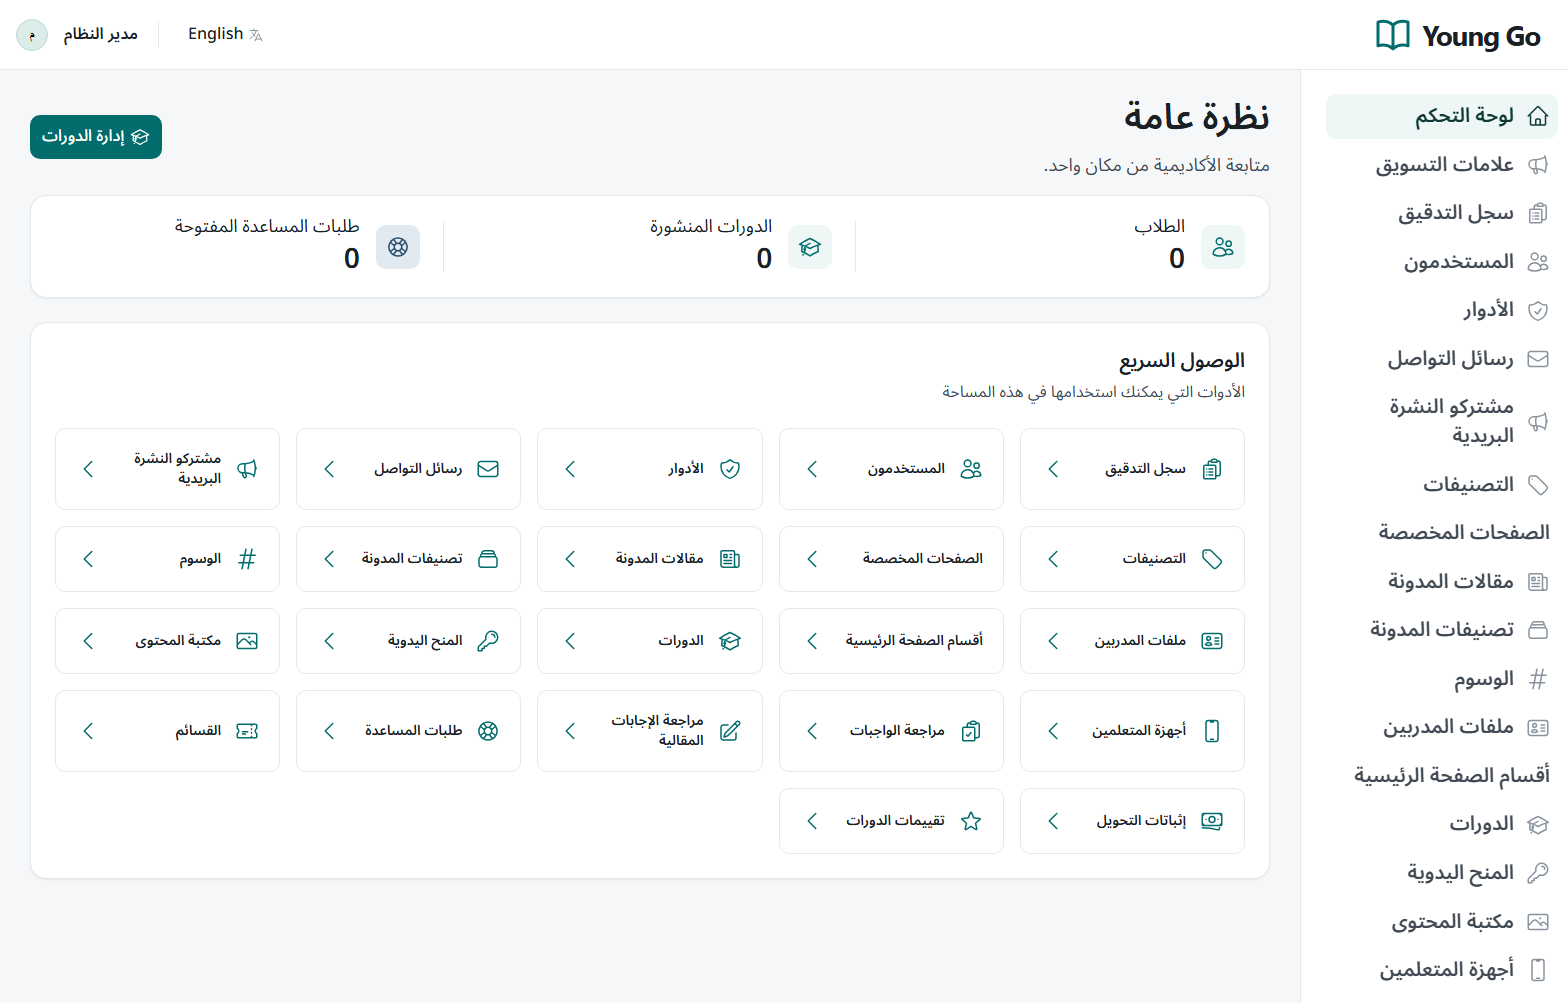 Young Go
English
مدير النظام
م
لوحة التحكم
علامات التسويق
سجل التدقيق
المستخدمون
الأدوار
رسائل التواصل
مشتركو النشرة
البريدية
التصنيفات
الصفحات المخصصة
مقالات المدونة
تصنيفات المدونة
الوسوم
ملفات المدربين
أقسام الصفحة الرئيسية
الدورات
المنح اليدوية
مكتبة المحتوى
أجهزة المتعلمين
نظرة عامة
متابعة الأكاديمية من مكان واحد.
إدارة الدورات
الطلاب
0
الدورات المنشورة
0
طلبات المساعدة المفتوحة
0
الوصول السريع
الأدوات التي يمكنك استخدامها في هذه المساحة
سجل التدقيق
المستخدمون
الأدوار
رسائل التواصل
مشتركو النشرة
البريدية
التصنيفات
الصفحات المخصصة
مقالات المدونة
تصنيفات المدونة
الوسوم
ملفات المدربين
أقسام الصفحة الرئيسية
الدورات
المنح اليدوية
مكتبة المحتوى
أجهزة المتعلمين
مراجعة الواجبات
مراجعة الإجابات
المقالية
طلبات المساعدة
القسائم
إثباتات التحويل
تقييمات الدورات